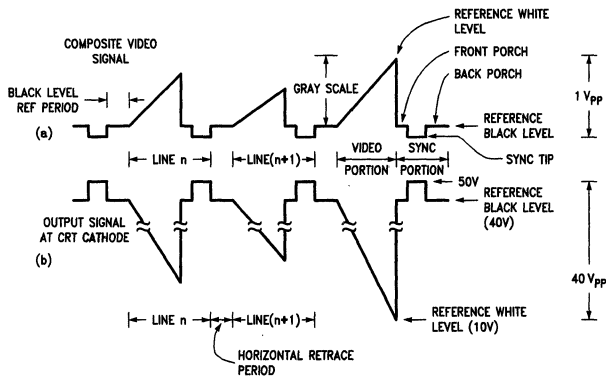 REFERENCE WHITE
LEVEL
COMPOSITE VIDEO
SIGNAL
FRONT PORCH
GRAY SCALE
BACK PORCH
BLACK LEVEL
REF PERIOD
1 VPP
(a)
REFERENCE
BLACK LEVEL
VIDEO
SYNC
SYNC TIP
LINE n
LINE(n+1)
PORTION
PORTION
50V
REFERENCE
BLACK LEVEL
(40V)
OUTPUT SIGNAL
AT CRT CATHODE
(b)
40 VPP
LINE n
LINE(n+1)
REFERENCE WHITE
LEVEL (10V)
HORIZONTAL RETRACE
PERIOD